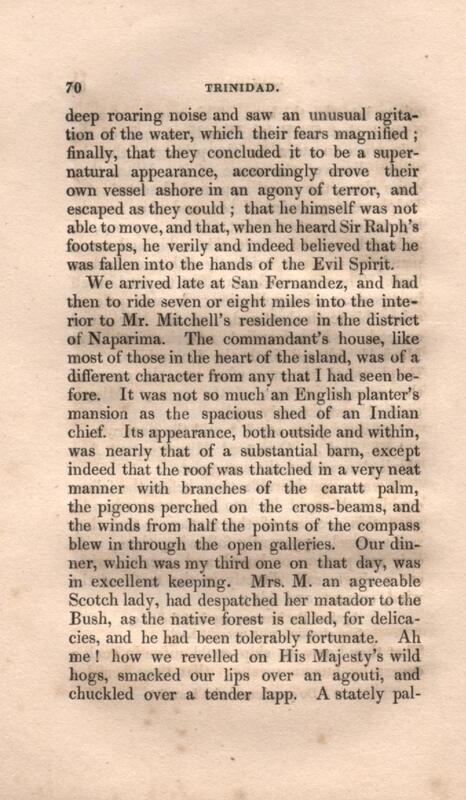 70 TRINIDAD.
deep roaring noise and saw an unusual agita-
tion of the water, which their fears magnified ;
finally, that they concluded it to be a super-
natural appearance, accordingly drove their
own vessel ashore in an agony of terror, and
escaped as they could ; that he himself was not
able to move, and that, when he heard Sir Ralph's
footsteps, he verily and indeed believed that he
was fallen into the hands of the Evil Spirit.
We arrived late at San Fernandez, and had
then to ride seven or eight miles into the inte-
rior to Mr. Mitchell's residence in the district
of Naparima. The commandant's house, like
most of those in the heart of the island, was of a
different character from any that I had seen be-
fore. It was not so much an English planter's
mansion as the spacious shed of an Indian
chief. Its appearance, both outside and within,
was nearly that of a substantial barn, except
indeed that the roof was thatched in a very neat
manner with branches of the caratt palm,
the pigeons perched on the cross-beams, and
the winds from half the points of the compass
blew in through the open galleries. Our din-
ner, which was my third one on that day, was
in excellent keeping. Mrs. M. an agreeable
Scotch lady, had despatched her matador to the
Bush, as the native forest is called, for delica-
cies, and he had been tolerably fortunate. Ah
me ! how we revelled on His Majesty's wild
hogs, smacked our lips over an agouti, and
chuckled over a tender lapp. A stately pal-